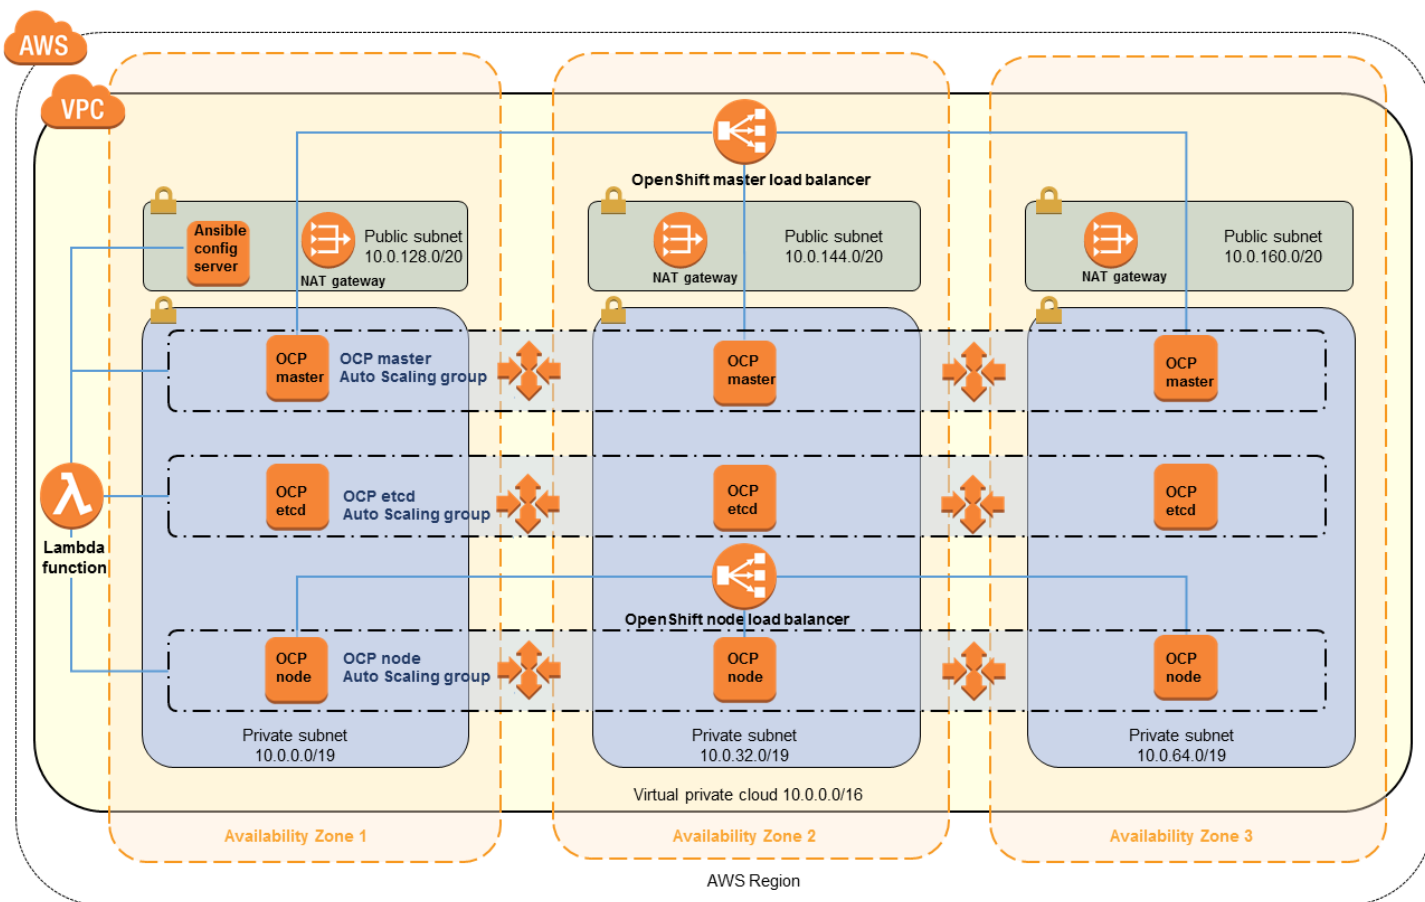 AWS
VPC
OpenShift master load balancer
Ansible
config
server
NAT gateway
Public subnet
10.0.128.0/20
NAT gateway
Public subnet
10.0.144.0/20
NAT gateway
Public subnet
10.0.160.0/20
OCP
master
OCP master
Auto Scaling group
OCP
master
OCP
master
Lambda
function
OCP
etcd
OCP etcd
Auto Scaling group
OCP
etcd
OCP
etcd
OpenShift node load balancer
OCP
node
OCP node
Auto Scaling group
OCP
node
OCP
node
Private subnet
10.0.0.0/19
Private subnet
10.0.32.0/19
Private subnet
10.0.64.0/19
Virtual private cloud 10.0.0.0/16
Availability Zone 1
Availability Zone 2
Availability Zone 3
AWS Region